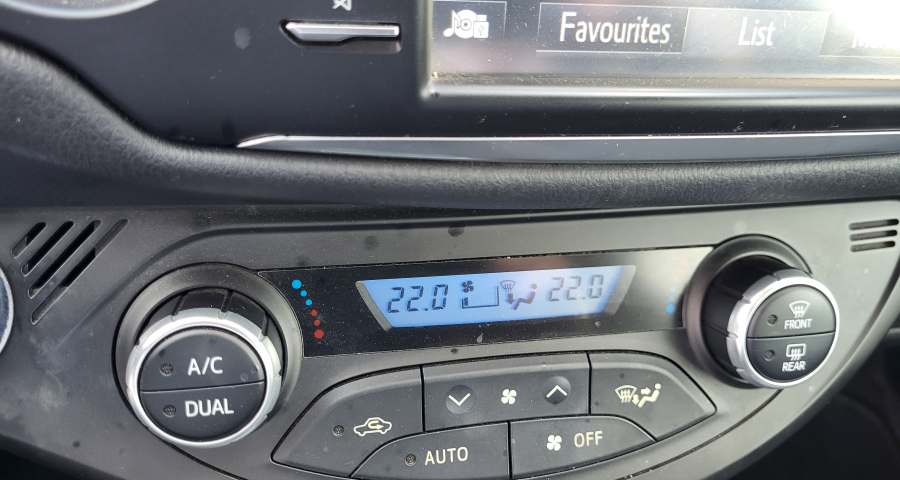 Favourites List
22.0 22.0
A/C
DUAL
AUTO
OFF
FRONT
REAR